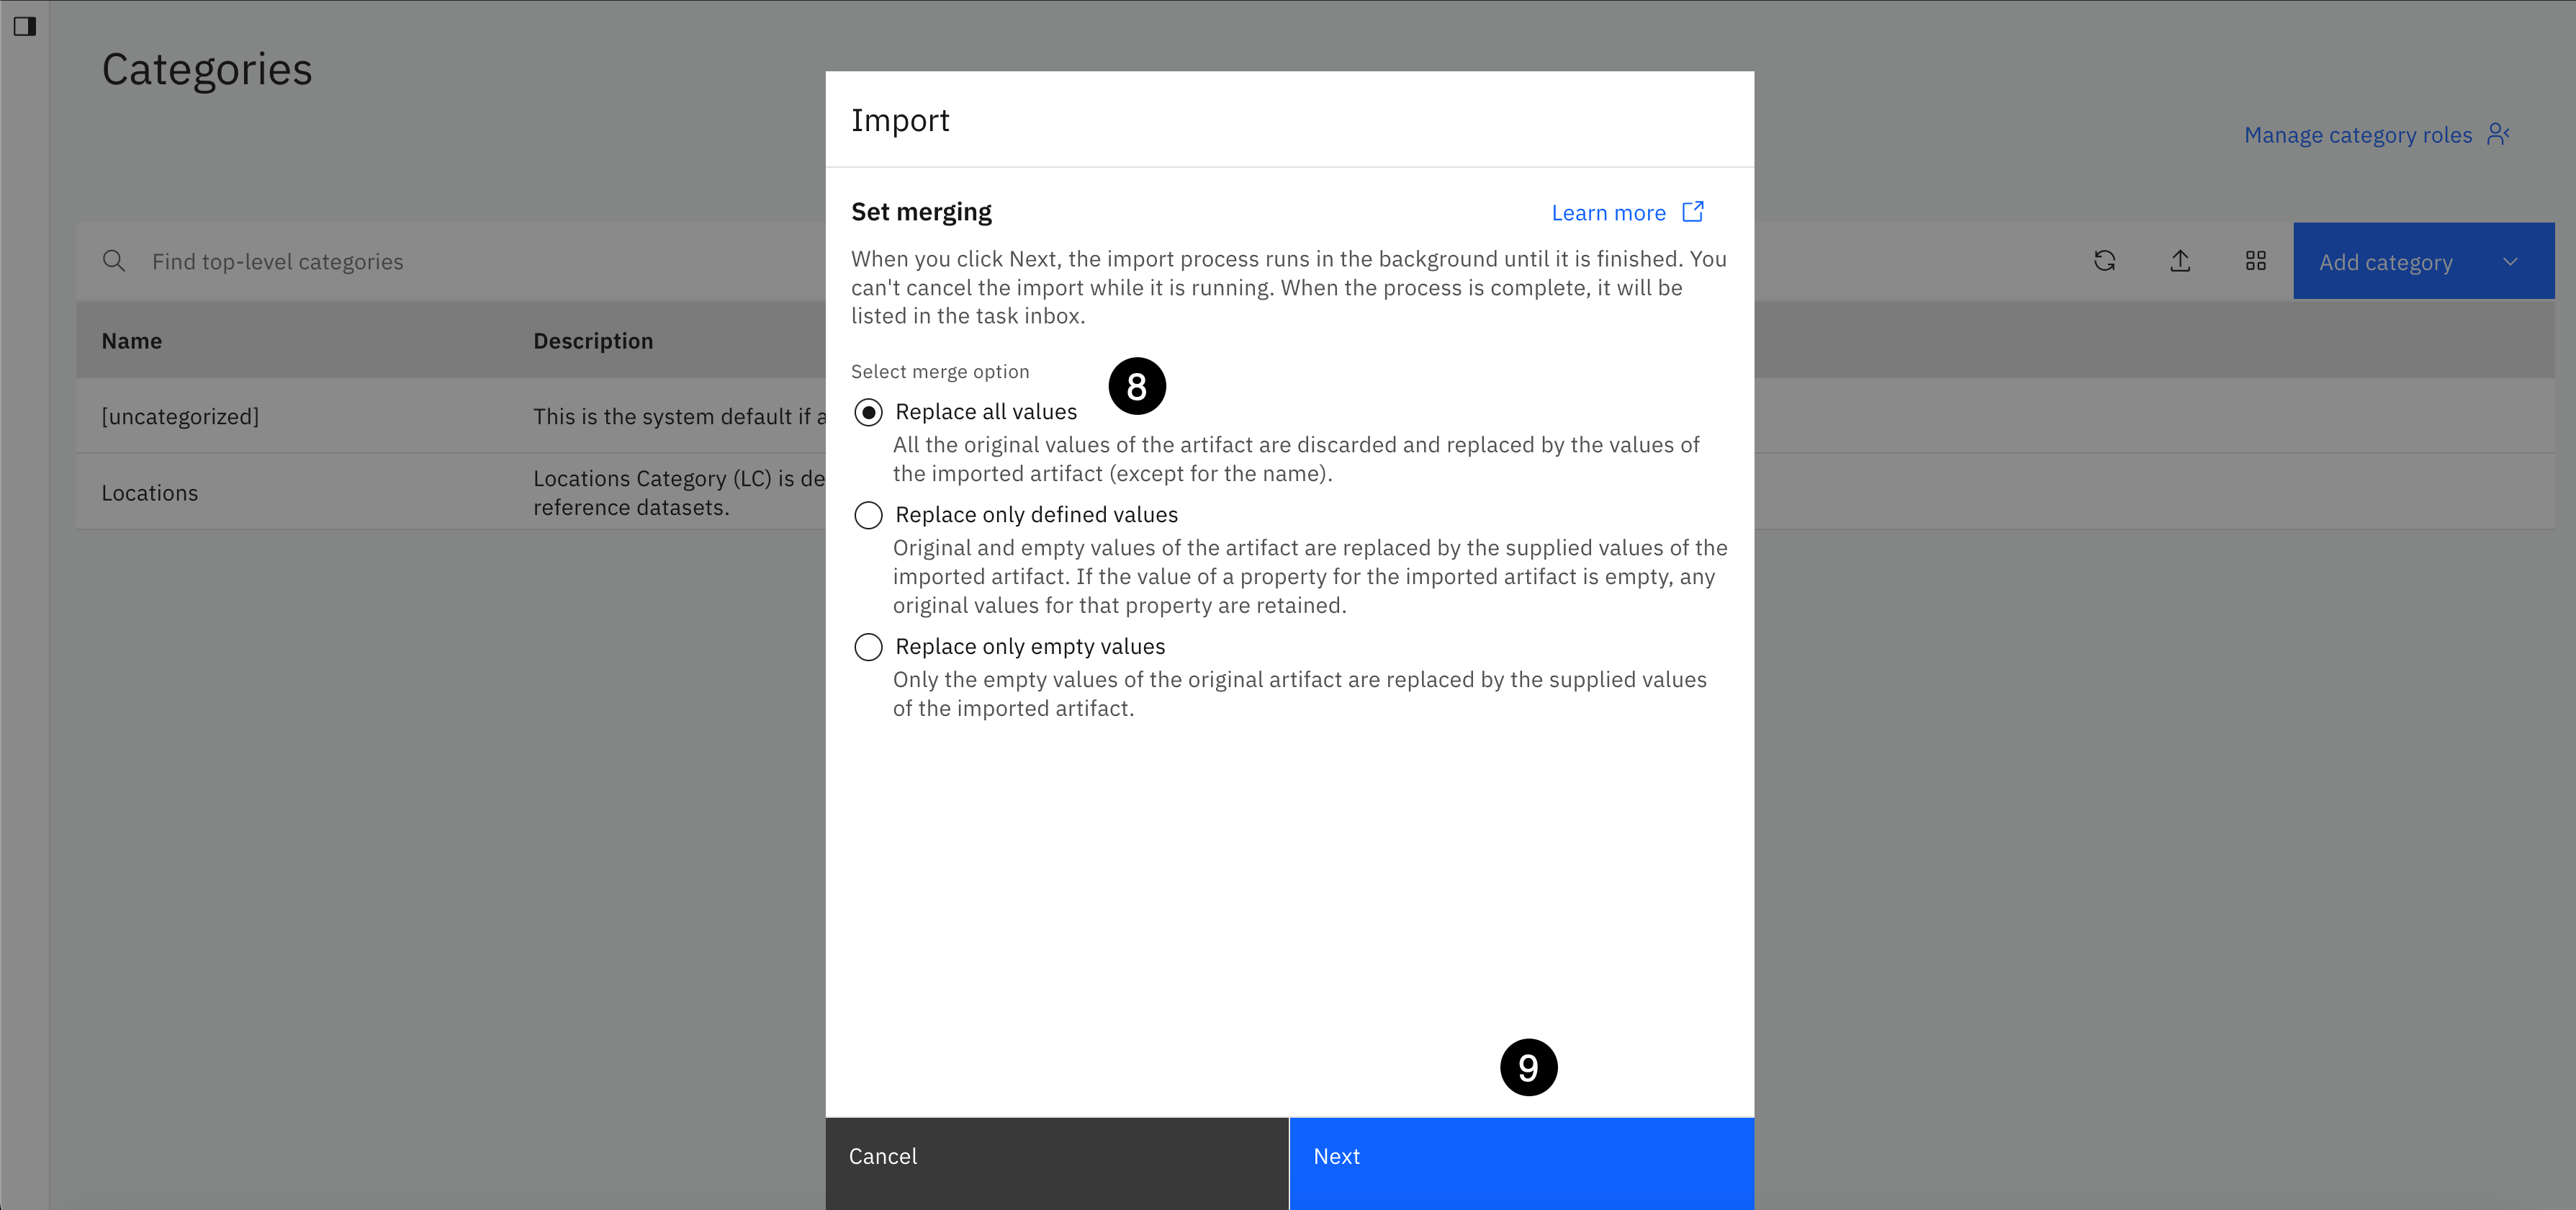 Categories
Manage category roles
Find top-level categories
Add category
Name
Description
[uncategorized]
This is the system default if a
Locations
Locations Category (LC) is de
reference datasets.
Import
Set merging
Learn more
When you click Next, the import process runs in the background until it is finished. You
can't cancel the import while it is running. When the process is complete, it will be
listed in the task inbox.
Select merge option
8
Replace all values
All the original values of the artifact are discarded and replaced by the values of
the imported artifact (except for the name).
Replace only defined values
Original and empty values of the artifact are replaced by the supplied values of the
imported artifact. If the value of a property for the imported artifact is empty, any
original values for that property are retained.
Replace only empty values
Only the empty values of the original artifact are replaced by the supplied values
of the imported artifact.
9
Cancel
Next